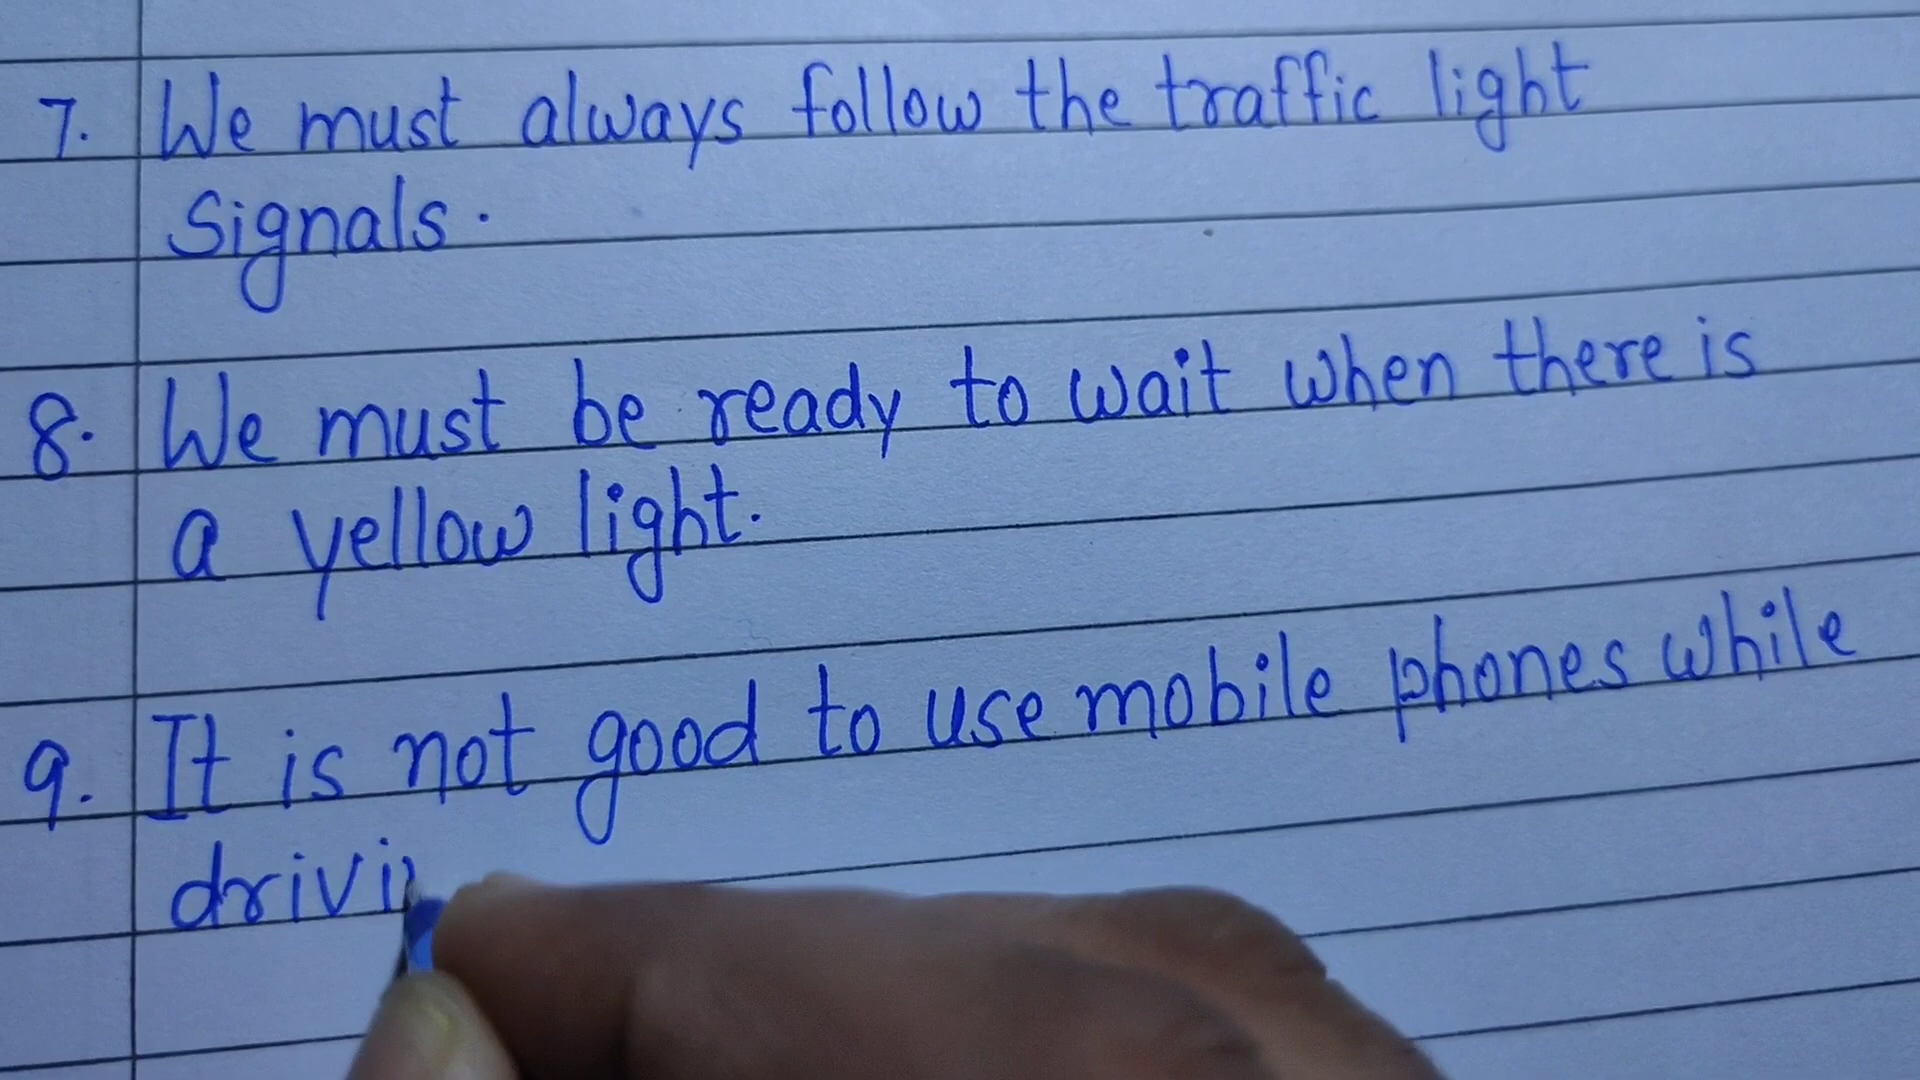 7. We must always follow the traffic light
Signals.
8. We must be ready to wait when there is
a yellow light.
9. It is not good to use mobile phones while